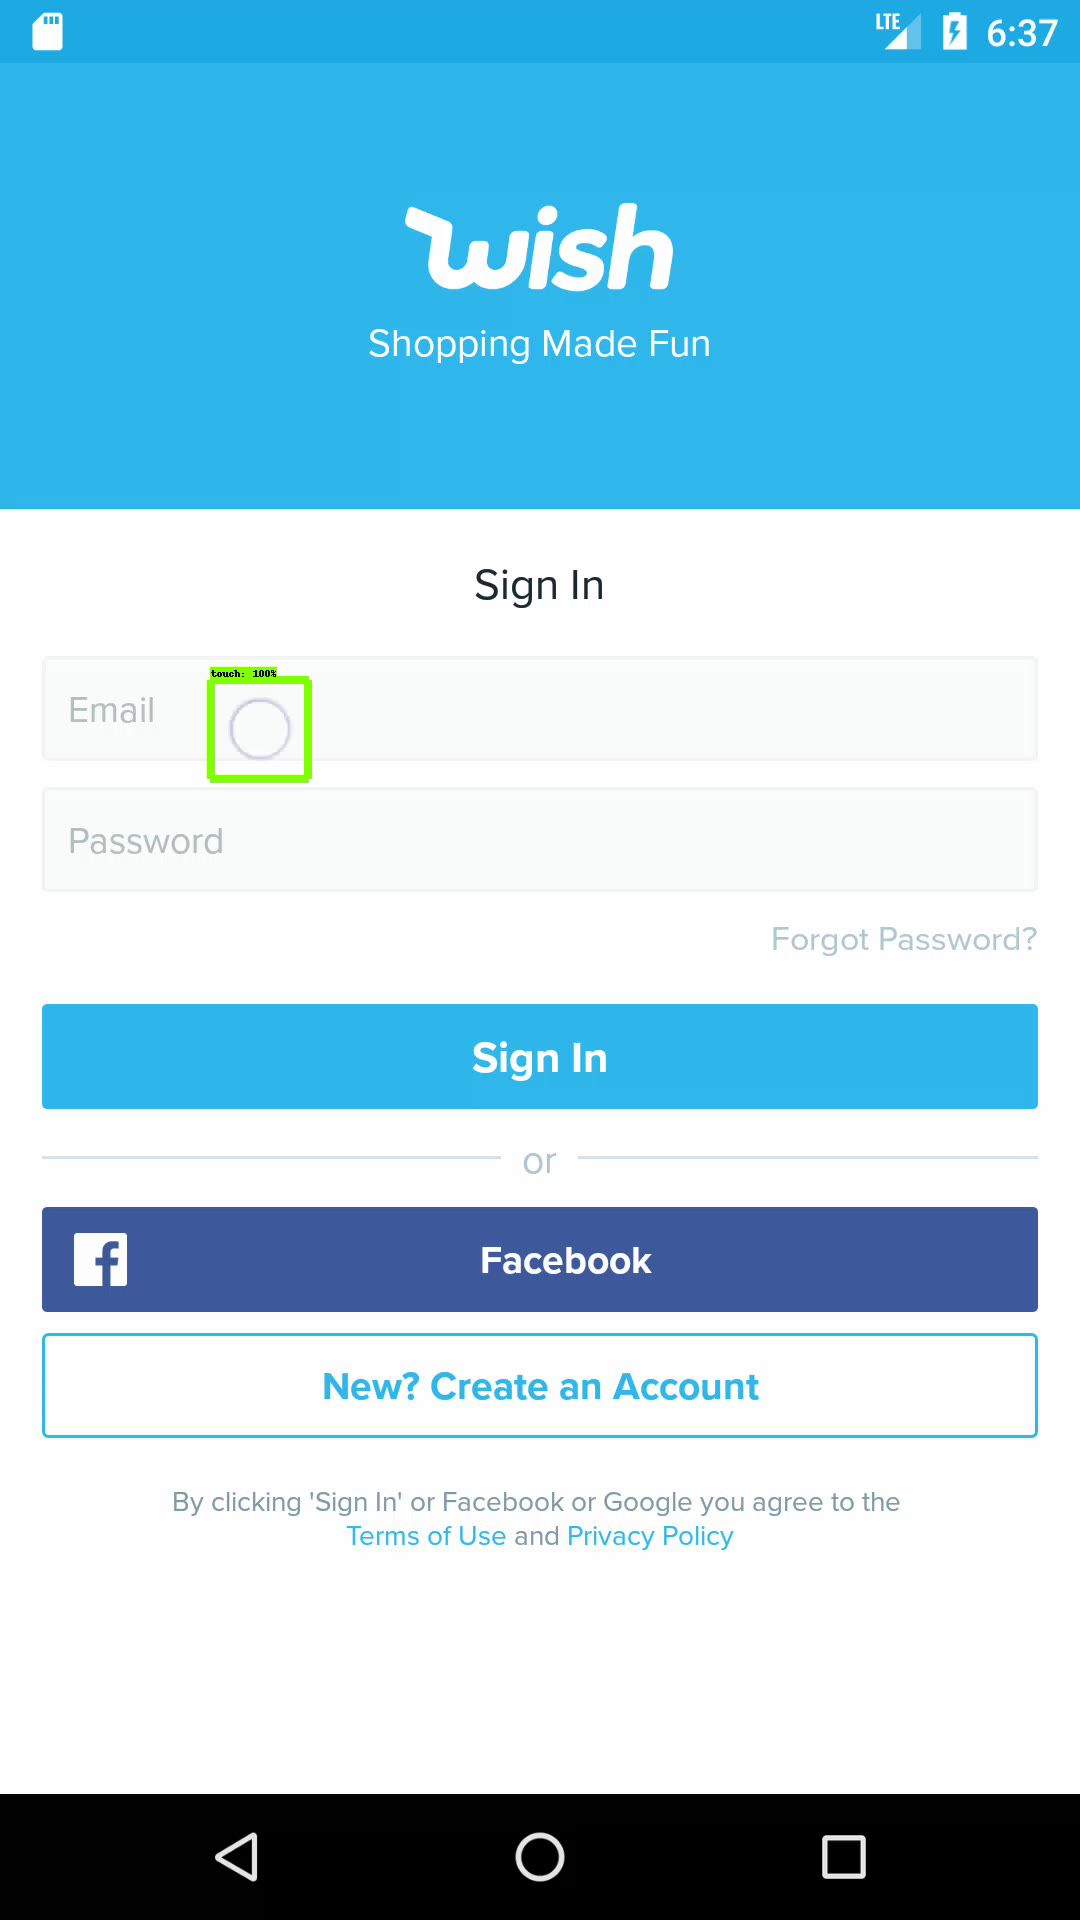 LTE 6:37
wish
Shopping Made Fun
Sign In
touch: 100%
Email
Password
Forgot Password?
Sign In
or
Facebook
New? Create an Account
By clicking 'Sign In' or Facebook or Google you agree to the
Terms of Use and Privacy Policy